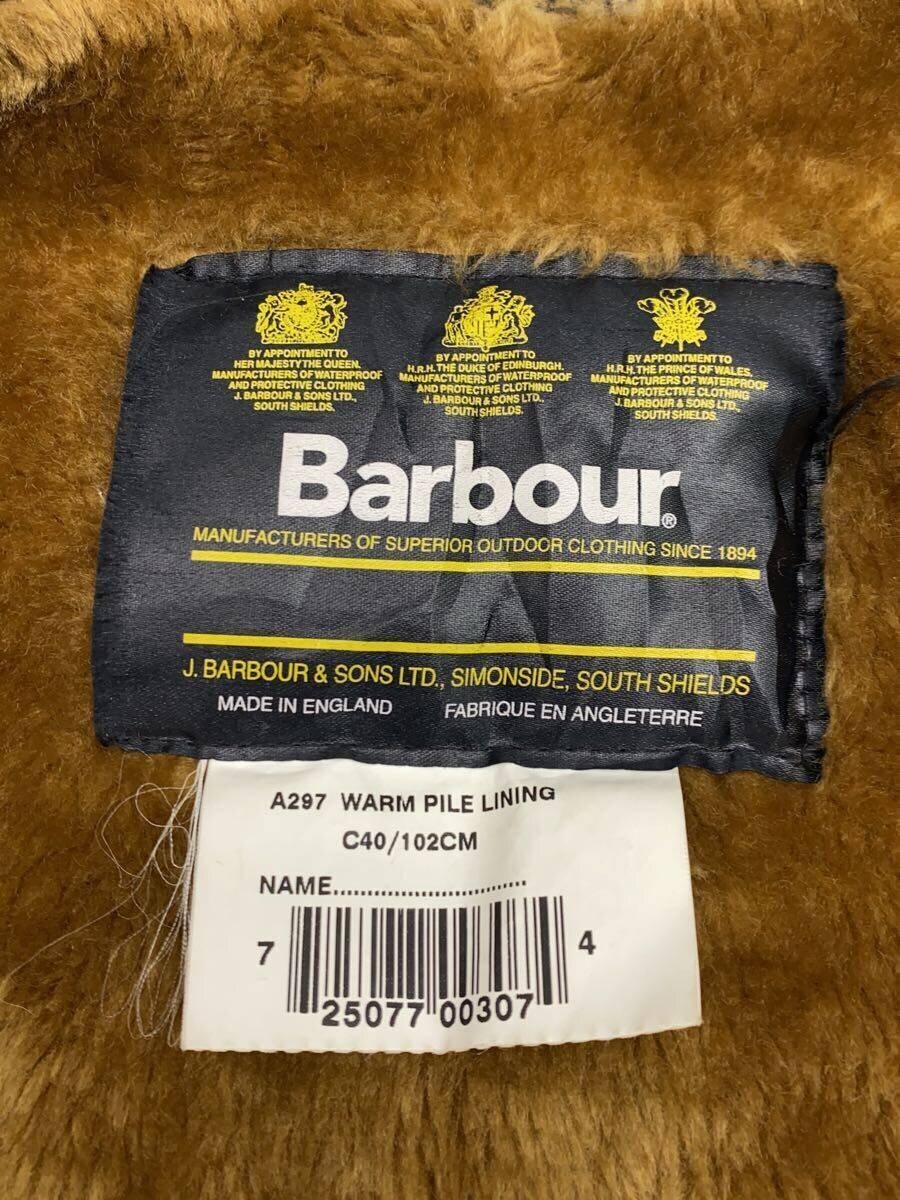 BY APPOINTMENT TO
HER MAJESTY THE QUEEN.
MANUFACTURERS OF WATERPROOF
AND PROTECTIVE CLOTHING
J. BARBOUR & SONS LTD.,
SOUTH SHIELDS.
BY APPOINTMENT TO
H.R.H. THE DUKE OF EDINBURGH.
MANUFACTURERS OF WATERPROOF
AND PROTECTIVE CLOTHING
J. BARBOUR & SONS LTD.,
SOUTH SHIELDS.
BY APPOINTMENT TO
H.R.H. THE PRINCE OF WALES.
MANUFACTURERS OF WATERPROOF
AND PROTECTIVE CLOTHING
J. BARBOUR & SONS LTD.,
SOUTH SHIELDS.
Barbour®
MANUFACTURERS OF SUPERIOR OUTDOOR CLOTHING SINCE 1894
J. BARBOUR & SONS LTD., SIMONSIDE, SOUTH SHIELDS
MADE IN ENGLAND FABRIQUE EN ANGLETERRE
A297 WARM PILE LINING
C40/102CM
NAME..............................
7 25077 00307 4